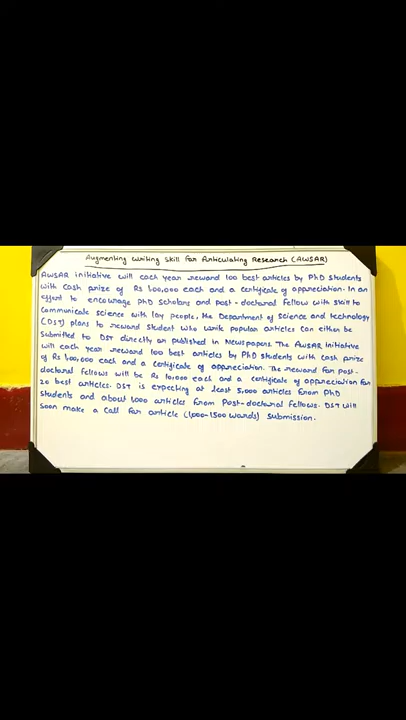 Augmenting Writing Skill for Articulating Research (AWSAR)
AWSAR initiative will each year reward 100 best articles by PhD students
with cash prize of Rs 1,00,000 each and a certificate of appreciation. In an
effort to encourage PhD Scholars and post-doctoral fellow with skill to
communicate science with lay people, the Department of Science and technology
(DST) plans to reward student who write popular articles can either be
submitted to DST directly or published in Newspapers. The AWSAR Initiative
will each year reward 100 best articles by PhD students with cash prize
of Rs 1,00,000 each and a certificate of appreciation. The reward for post-
doctoral fellows will be Rs 10,000 each and a certificate of appreciation for
20 best articles. DST is expecting at least 5,000 articles from PhD
students and about 1,000 articles from Post-doctoral fellows. DST will
soon make a call for article (1,000-1,500 words) submission.